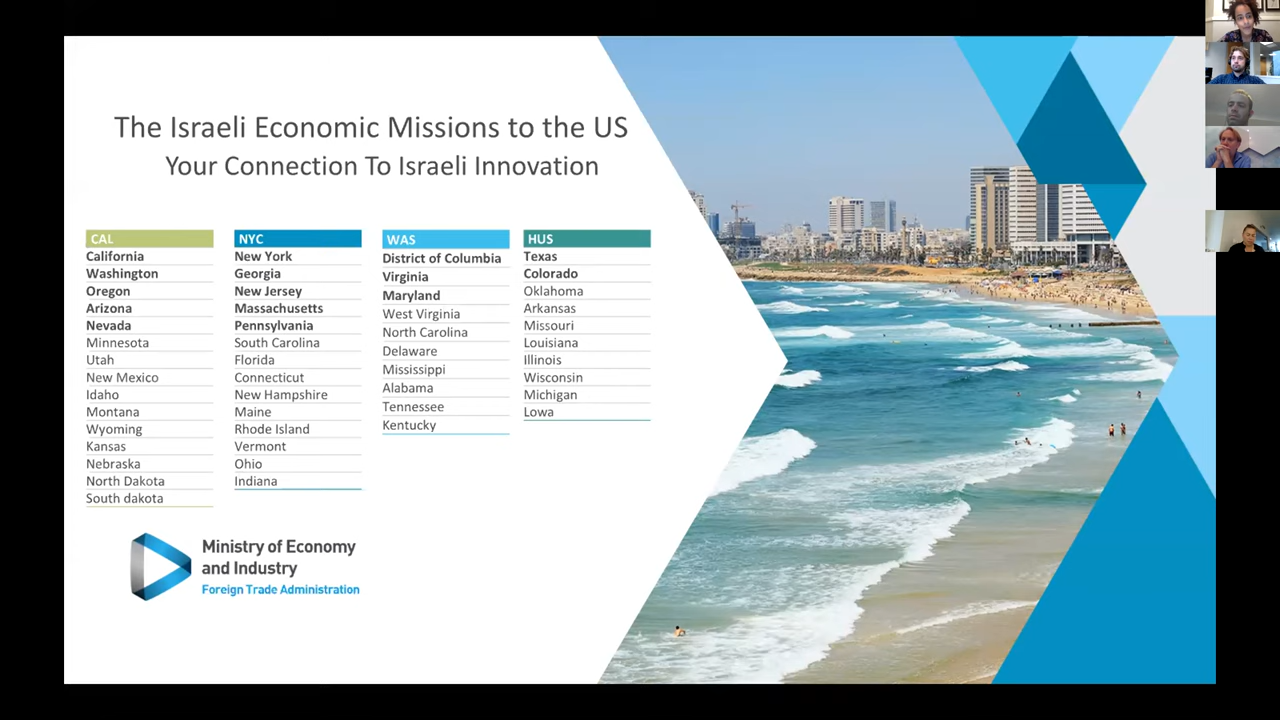 The Israeli Economic Missions to the US
Your Connection To Israeli Innovation
CAL
California
Washington
Oregon
Arizona
Nevada
Minnesota
Utah
New Mexico
Idaho
Montana
Wyoming
Kansas
Nebraska
North Dakota
South dakota
NYC
New York
Georgia
New Jersey
Massachusetts
Pennsylvania
South Carolina
Florida
Connecticut
New Hampshire
Maine
Rhode Island
Vermont
Ohio
Indiana
WAS
District of Columbia
Virginia
Maryland
West Virginia
North Carolina
Delaware
Mississippi
Alabama
Tennessee
Kentucky
HUS
Texas
Colorado
Oklahoma
Arkansas
Missouri
Louisiana
Illinois
Wisconsin
Michigan
Lowa
Ministry of Economy
and Industry
Foreign Trade Administration